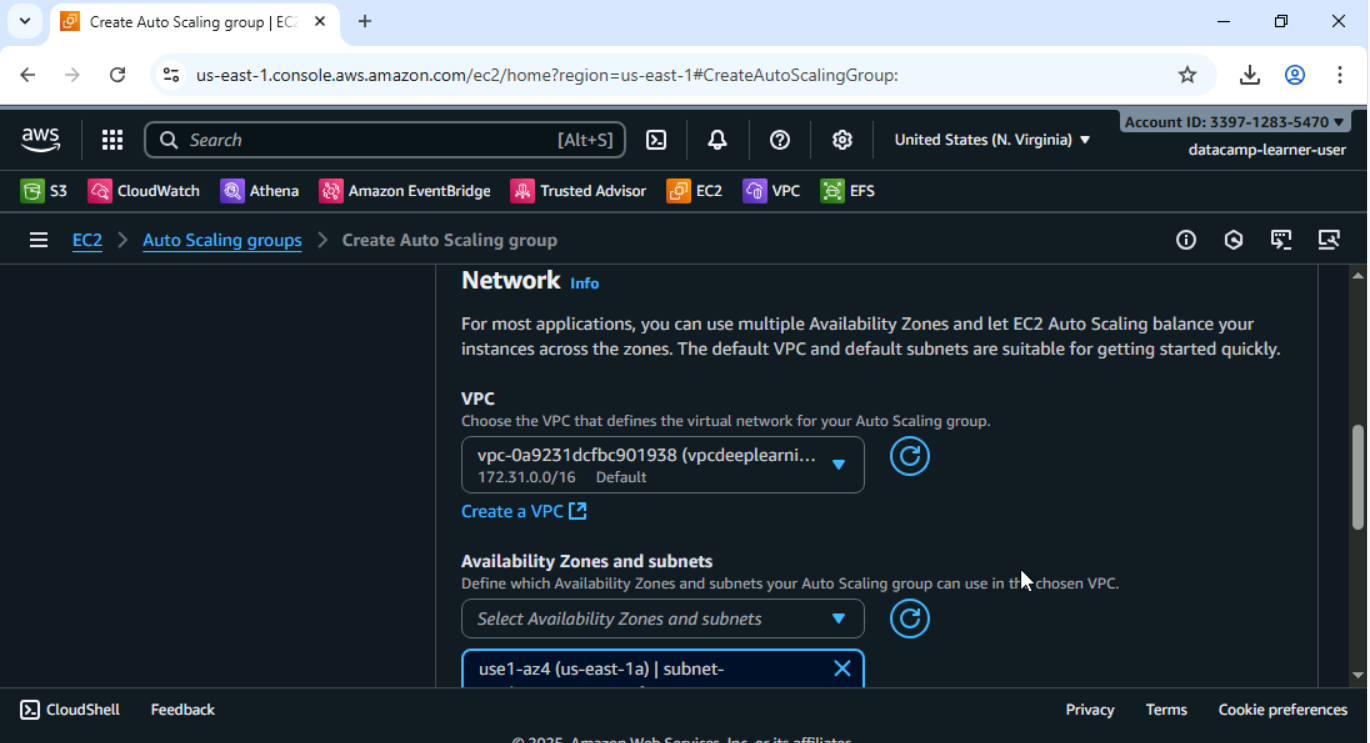 Create Auto Scaling group | EC2
us-east-1.console.aws.amazon.com/ec2/home?region=us-east-1#CreateAutoScalingGroup:
aws
Search [Alt+S]
United States (N. Virginia)
Account ID: 3397-1283-5470
datacamp-learner-user
S3 CloudWatch Athena Amazon EventBridge Trusted Advisor EC2 VPC EFS
EC2 > Auto Scaling groups > Create Auto Scaling group
Network Info
For most applications, you can use multiple Availability Zones and let EC2 Auto Scaling balance your
instances across the zones. The default VPC and default subnets are suitable for getting started quickly.
VPC
Choose the VPC that defines the virtual network for your Auto Scaling group.
vpc-0a9231dcfbc901938 (vpcdeeplearni...
172.31.0.0/16 Default
Create a VPC
Availability Zones and subnets
Define which Availability Zones and subnets your Auto Scaling group can use in the chosen VPC.
Select Availability Zones and subnets
use1-az4 (us-east-1a) | subnet-
CloudShell Feedback Privacy Terms Cookie preferences
© 2025, Amazon Web Services, Inc. or its affiliates.